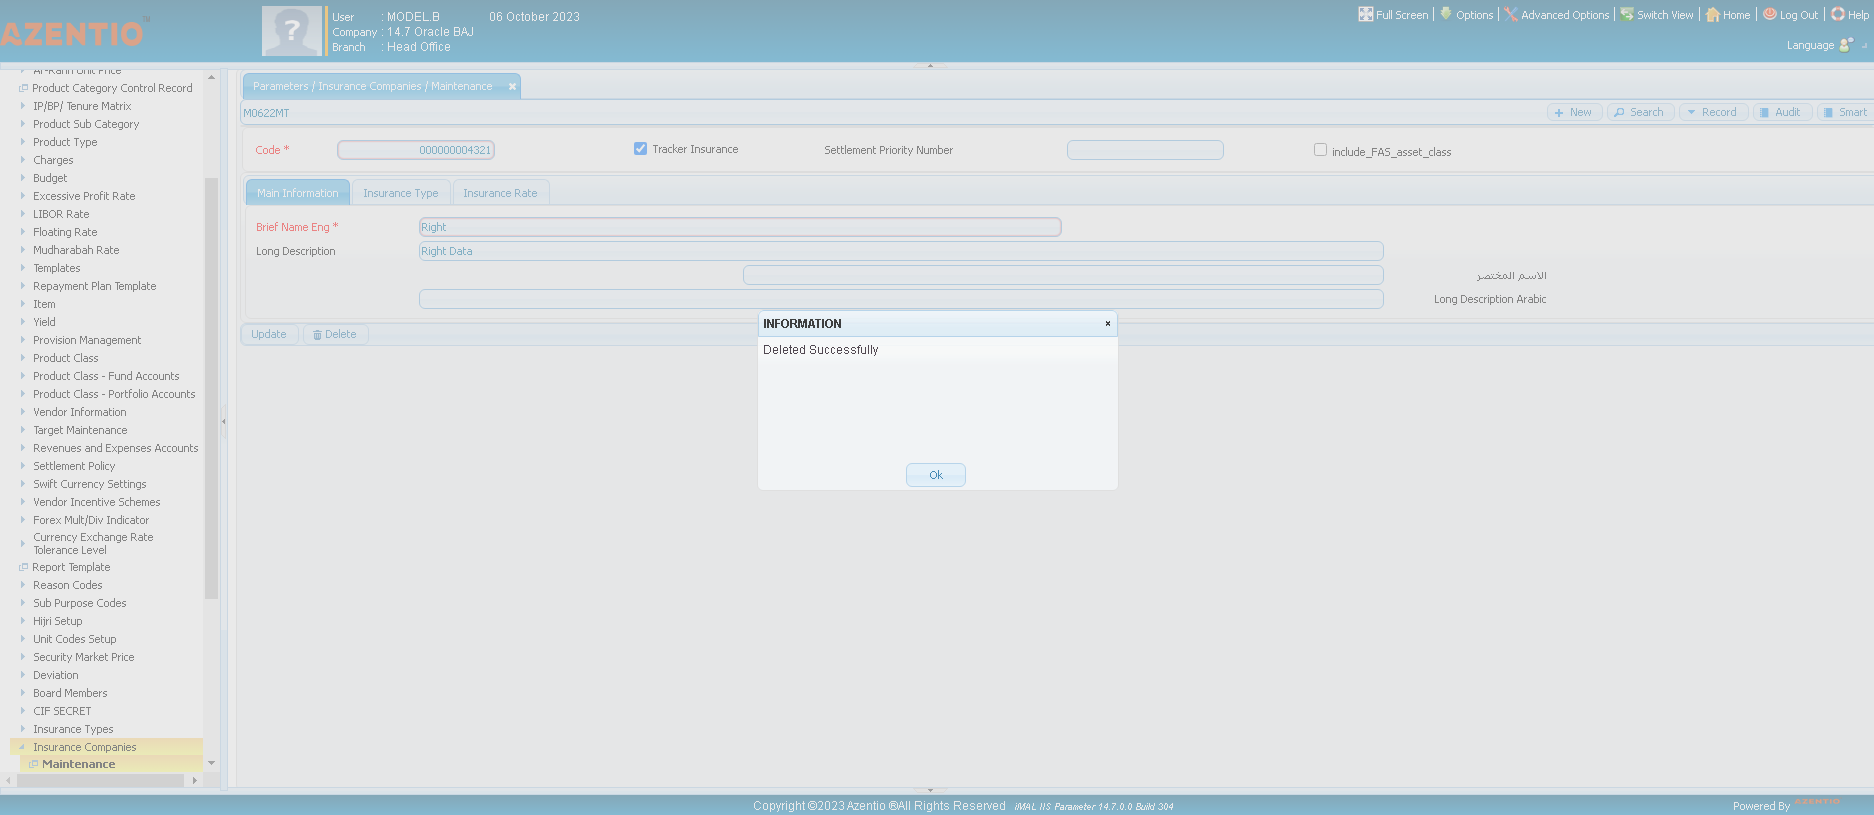 AZENTIO™
User : MODEL.B 06 October 2023
Company : 14.7 Oracle BAJ
Branch : Head Office
Full Screen Options Advanced Options Switch View Home Log Out Help
Language
Ar-Rahn Unit Price
Product Category Control Record
IP/BP/ Tenure Matrix
Product Sub Category
Product Type
Charges
Budget
Excessive Profit Rate
LIBOR Rate
Floating Rate
Mudharabah Rate
Templates
Repayment Plan Template
Item
Yield
Provision Management
Product Class
Product Class - Fund Accounts
Product Class - Portfolio Accounts
Vendor Information
Target Maintenance
Revenues and Expenses Accounts
Settlement Policy
Swift Currency Settings
Vendor Incentive Schemes
Forex Mult/Div Indicator
Currency Exchange Rate
Tolerance Level
Report Template
Reason Codes
Sub Purpose Codes
Hijri Setup
Unit Codes Setup
Security Market Price
Deviation
Board Members
CIF SECRET
Insurance Types
Insurance Companies
Maintenance
Parameters / Insurance Companies / Maintenance
M0622MT
New Search Record Audit Smart
Code * 000000004321 Tracker Insurance Settlement Priority Number include_FAS_asset_class
Main Information Insurance Type Insurance Rate
Brief Name Eng * Right
Long Description Right Data
الاسم المختصر
Long Description Arabic
Update Delete
INFORMATION
Deleted Successfully
Ok
Copyright ©2023 Azentio ®All Rights Reserved iMAL IIS Parameter 14.7.0.0 Build 304
Powered By AZENTIO